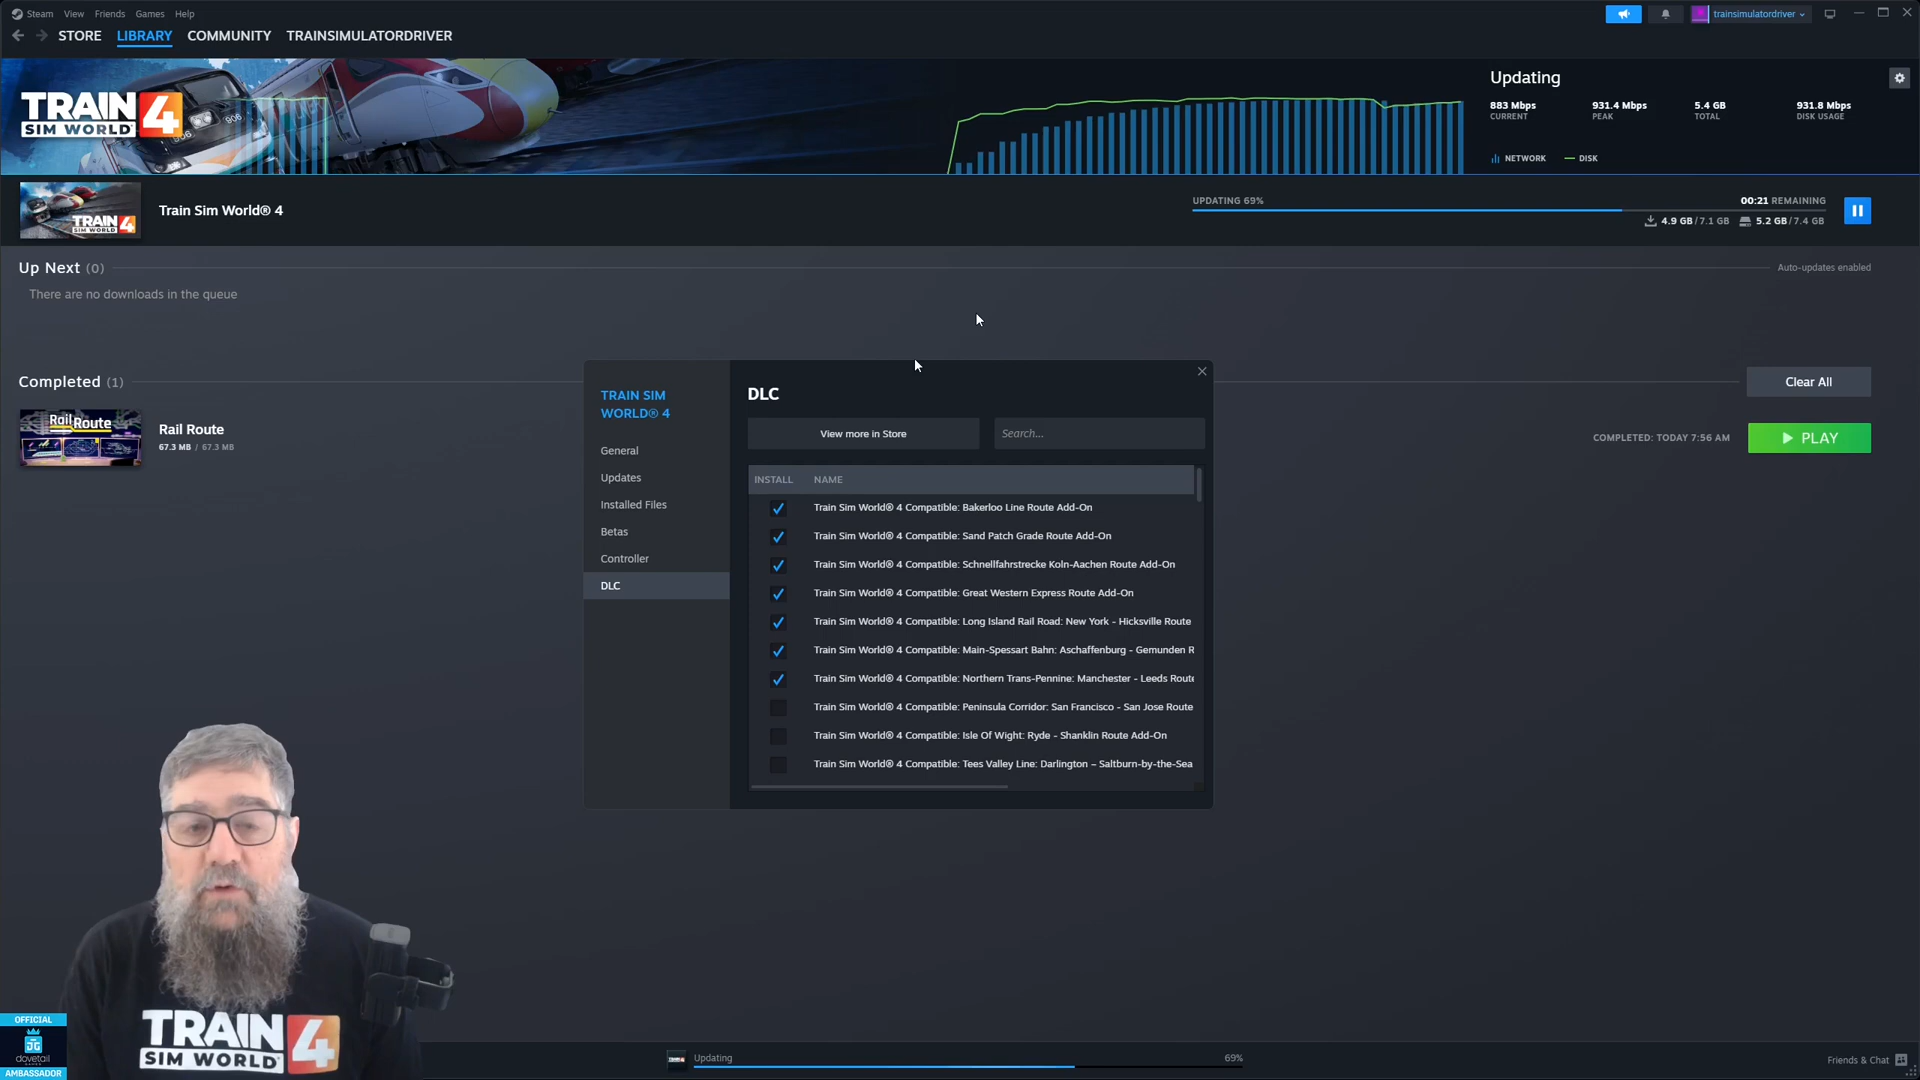 Steam View Friends Games Help
trainsimulatordriver
STORE LIBRARY COMMUNITY TRAINSIMULATORDRIVER
TRAIN 4
SIM WORLD
906
906
Updating
883 Mbps 931.4 Mbps 5.4 GB 931.8 Mbps
CURRENT PEAK TOTAL DISK USAGE
NETWORK DISK
TRAIN 4
SIM WORLD
Train Sim World® 4
UPDATING 69%
00:21 REMAINING
4.9 GB / 7.1 GB 5.2 GB / 7.4 GB
Up Next (0)
Auto-updates enabled
There are no downloads in the queue
Completed (1)
Clear All
Rail Route
Rail Route
67.3 MB / 67.3 MB
COMPLETED: TODAY 7:56 AM
PLAY
TRAIN SIM
WORLD® 4
General
Updates
Installed Files
Betas
Controller
DLC
DLC
View more in Store
Search...
INSTALL NAME
Train Sim World® 4 Compatible: Bakerloo Line Route Add-On
Train Sim World® 4 Compatible: Sand Patch Grade Route Add-On
Train Sim World® 4 Compatible: Schnellfahrstrecke Koln-Aachen Route Add-On
Train Sim World® 4 Compatible: Great Western Express Route Add-On
Train Sim World® 4 Compatible: Long Island Rail Road: New York - Hicksville Route
Train Sim World® 4 Compatible: Main-Spessart Bahn: Aschaffenburg - Gemunden R
Train Sim World® 4 Compatible: Northern Trans-Pennine: Manchester - Leeds Route
Train Sim World® 4 Compatible: Peninsula Corridor: San Francisco - San Jose Route
Train Sim World® 4 Compatible: Isle Of Wight: Ryde - Shanklin Route Add-On
Train Sim World® 4 Compatible: Tees Valley Line: Darlington – Saltburn-by-the-Sea
TRAIN 4
SIM WORLD
OFFICIAL
dovetail
AMBASSADOR
Updating
69%
Friends & Chat